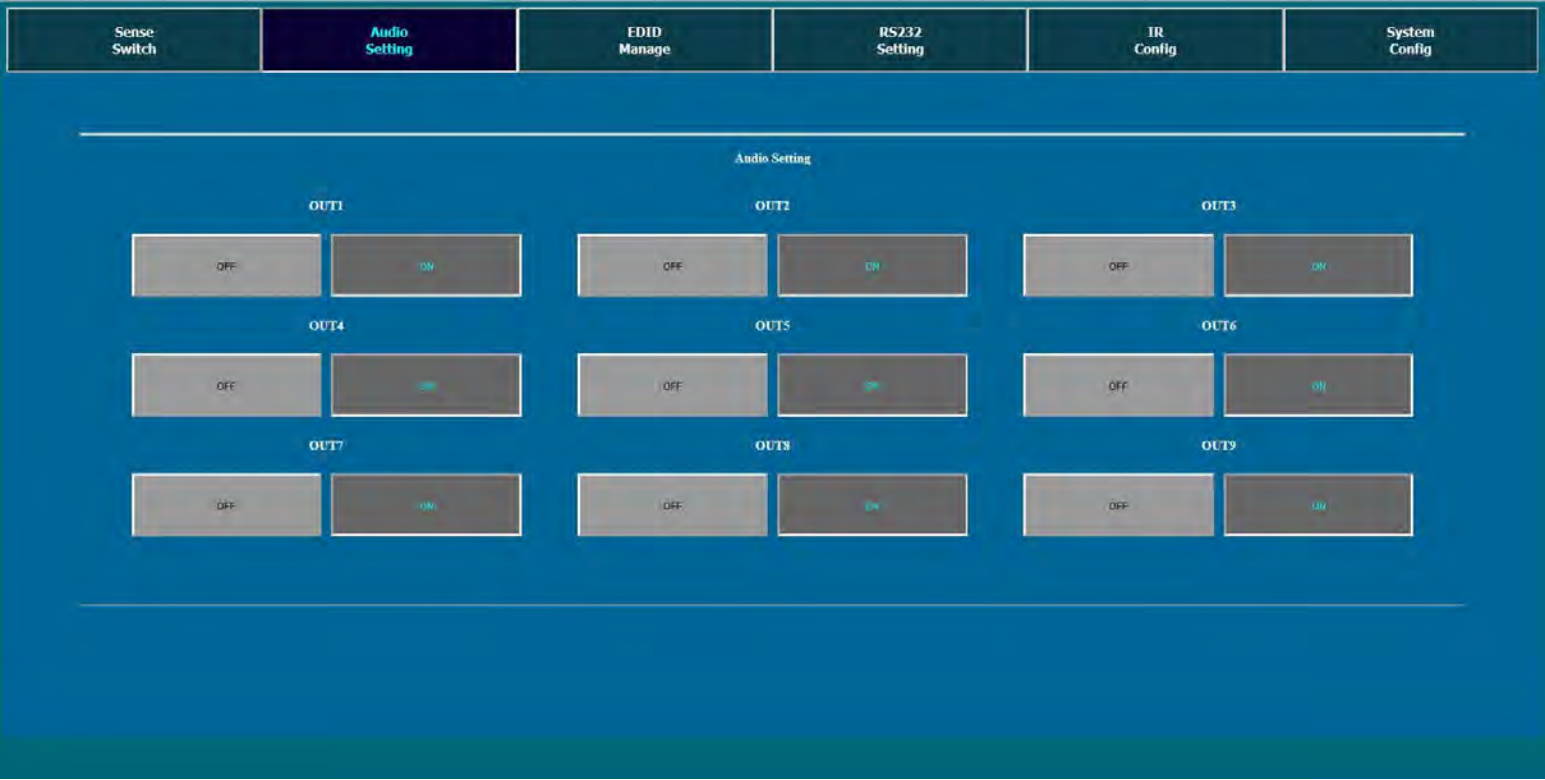 Sense
Switch
Audio
Setting
EDID
Manage
RS232
Setting
IR
Config
System
Config
Audio Setting
OUT1 OUT2 OUT3
OFF ON OFF ON OFF ON
OUT4 OUT5 OUT6
OFF ON OFF ON OFF ON
OUT7 OUT8 OUT9
OFF ON OFF ON OFF ON